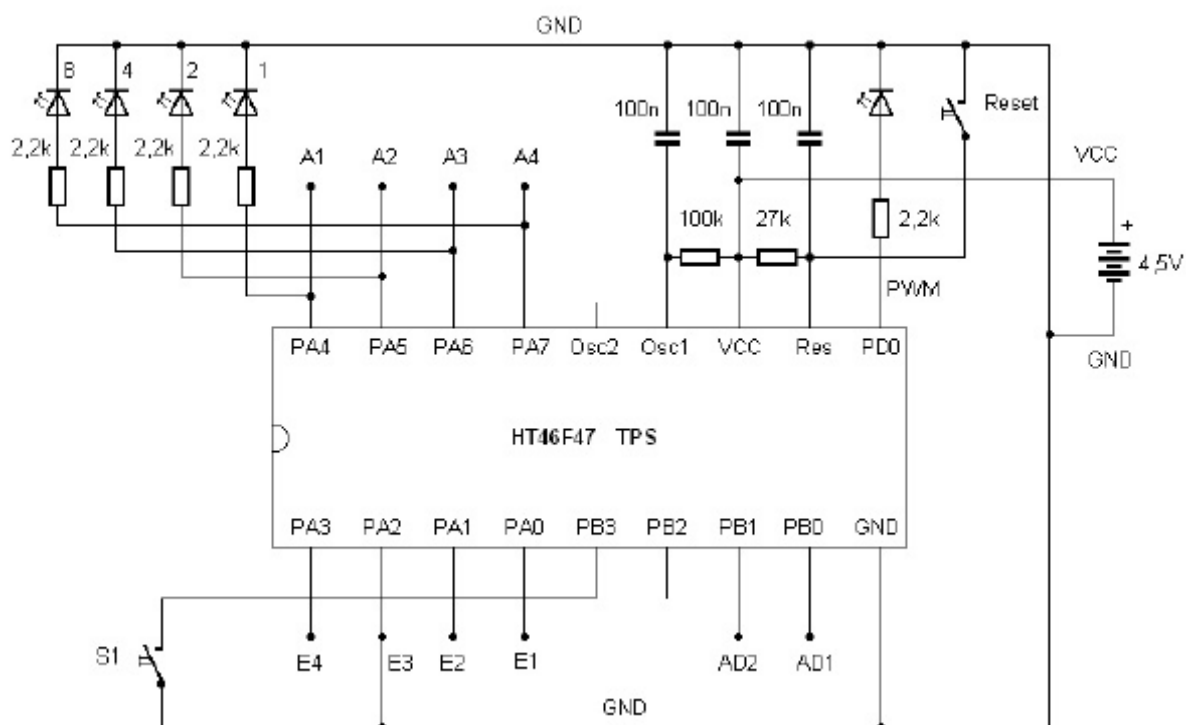 GND
8 4 2 1
100n 100n 100n
Reset
2,2k 2,2k 2,2k 2,2k
A1 A2 A3 A4
VCC
100k 27k 2,2k
+
4,5V
PWM
PA4 PA5 PA6 PA7 Osc2 Osc1 VCC Res PD0
GND
HT46F47 TPS
PA3 PA2 PA1 PA0 PB3 PB2 PB1 PB0 GND
S1
E4 E3 E2 E1 AD2 AD1
GND